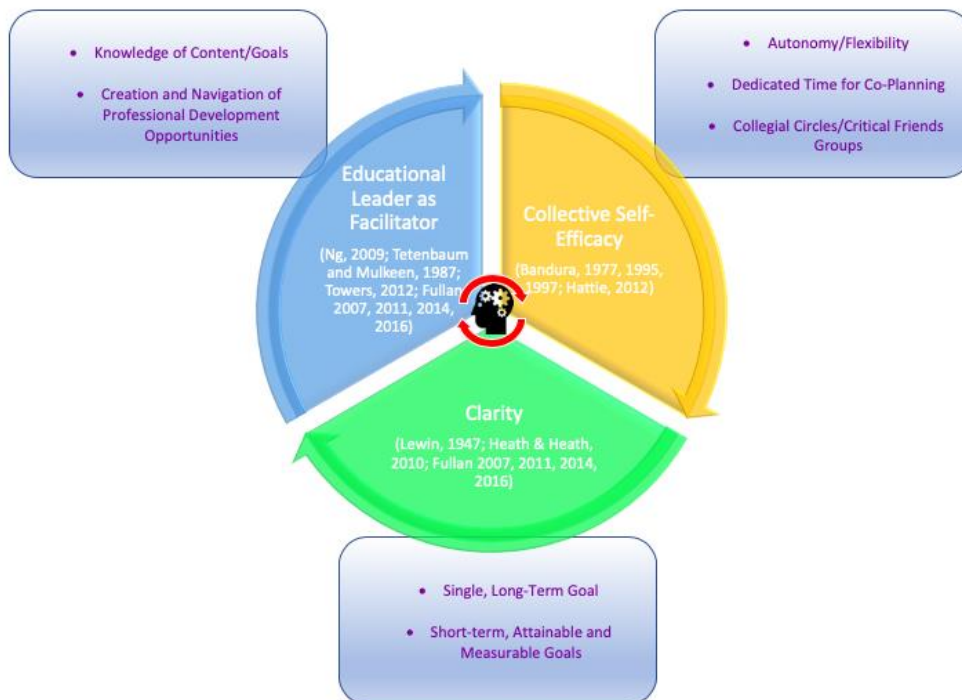 • Knowledge of Content/Goals
• Creation and Navigation of
Professional Development
Opportunities
• Autonomy/Flexibility
• Dedicated Time for Co-Planning
• Collegial Circles/Critical Friends
Groups
Educational
Leader as
Facilitator
(Ng, 2009; Tetenbaum
and Mulkeen, 1987;
Towers, 2012; Fullan
2007, 2011, 2014,
2016)
Collective Self-
Efficacy
(Bandura, 1977, 1995,
1997; Hattie, 2012)
Clarity
(Lewin, 1947; Heath & Heath,
2010; Fullan 2007, 2011, 2014,
2016)
• Single, Long-Term Goal
• Short-term, Attainable and
Measurable Goals